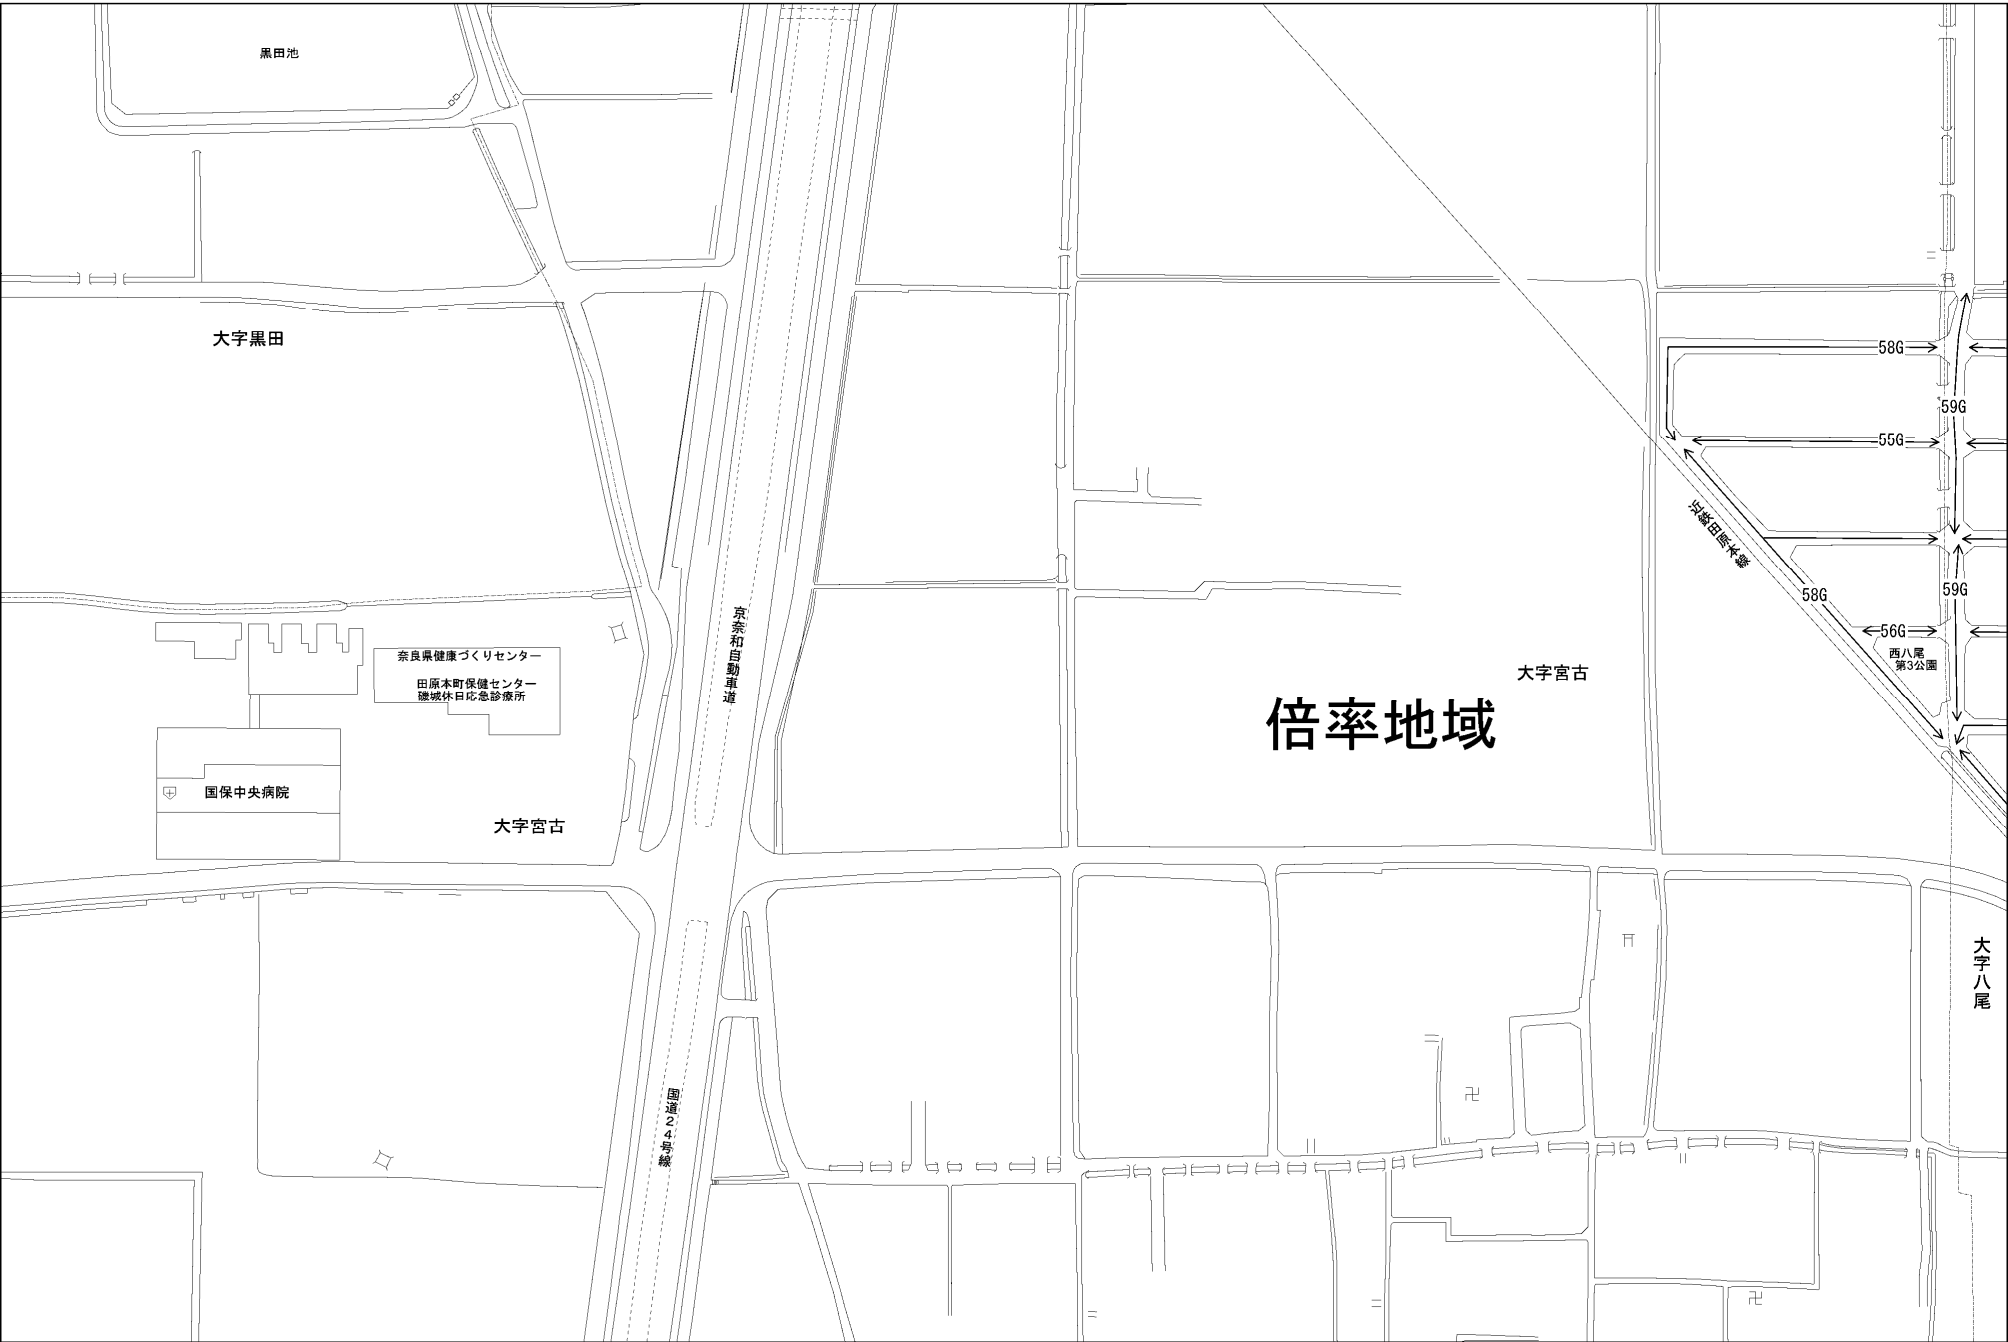 黒田池
大字黒田
58G
59G
55G
近鉄田原本線
58G
59G
56G
西八尾
第3公園
京奈和自動車道
奈良県健康づくりセンター
田原本町保健センター
磯城休日応急診療所
大字宮古
倍率地域
国保中央病院
大字宮古
大字八尾
国道24号線